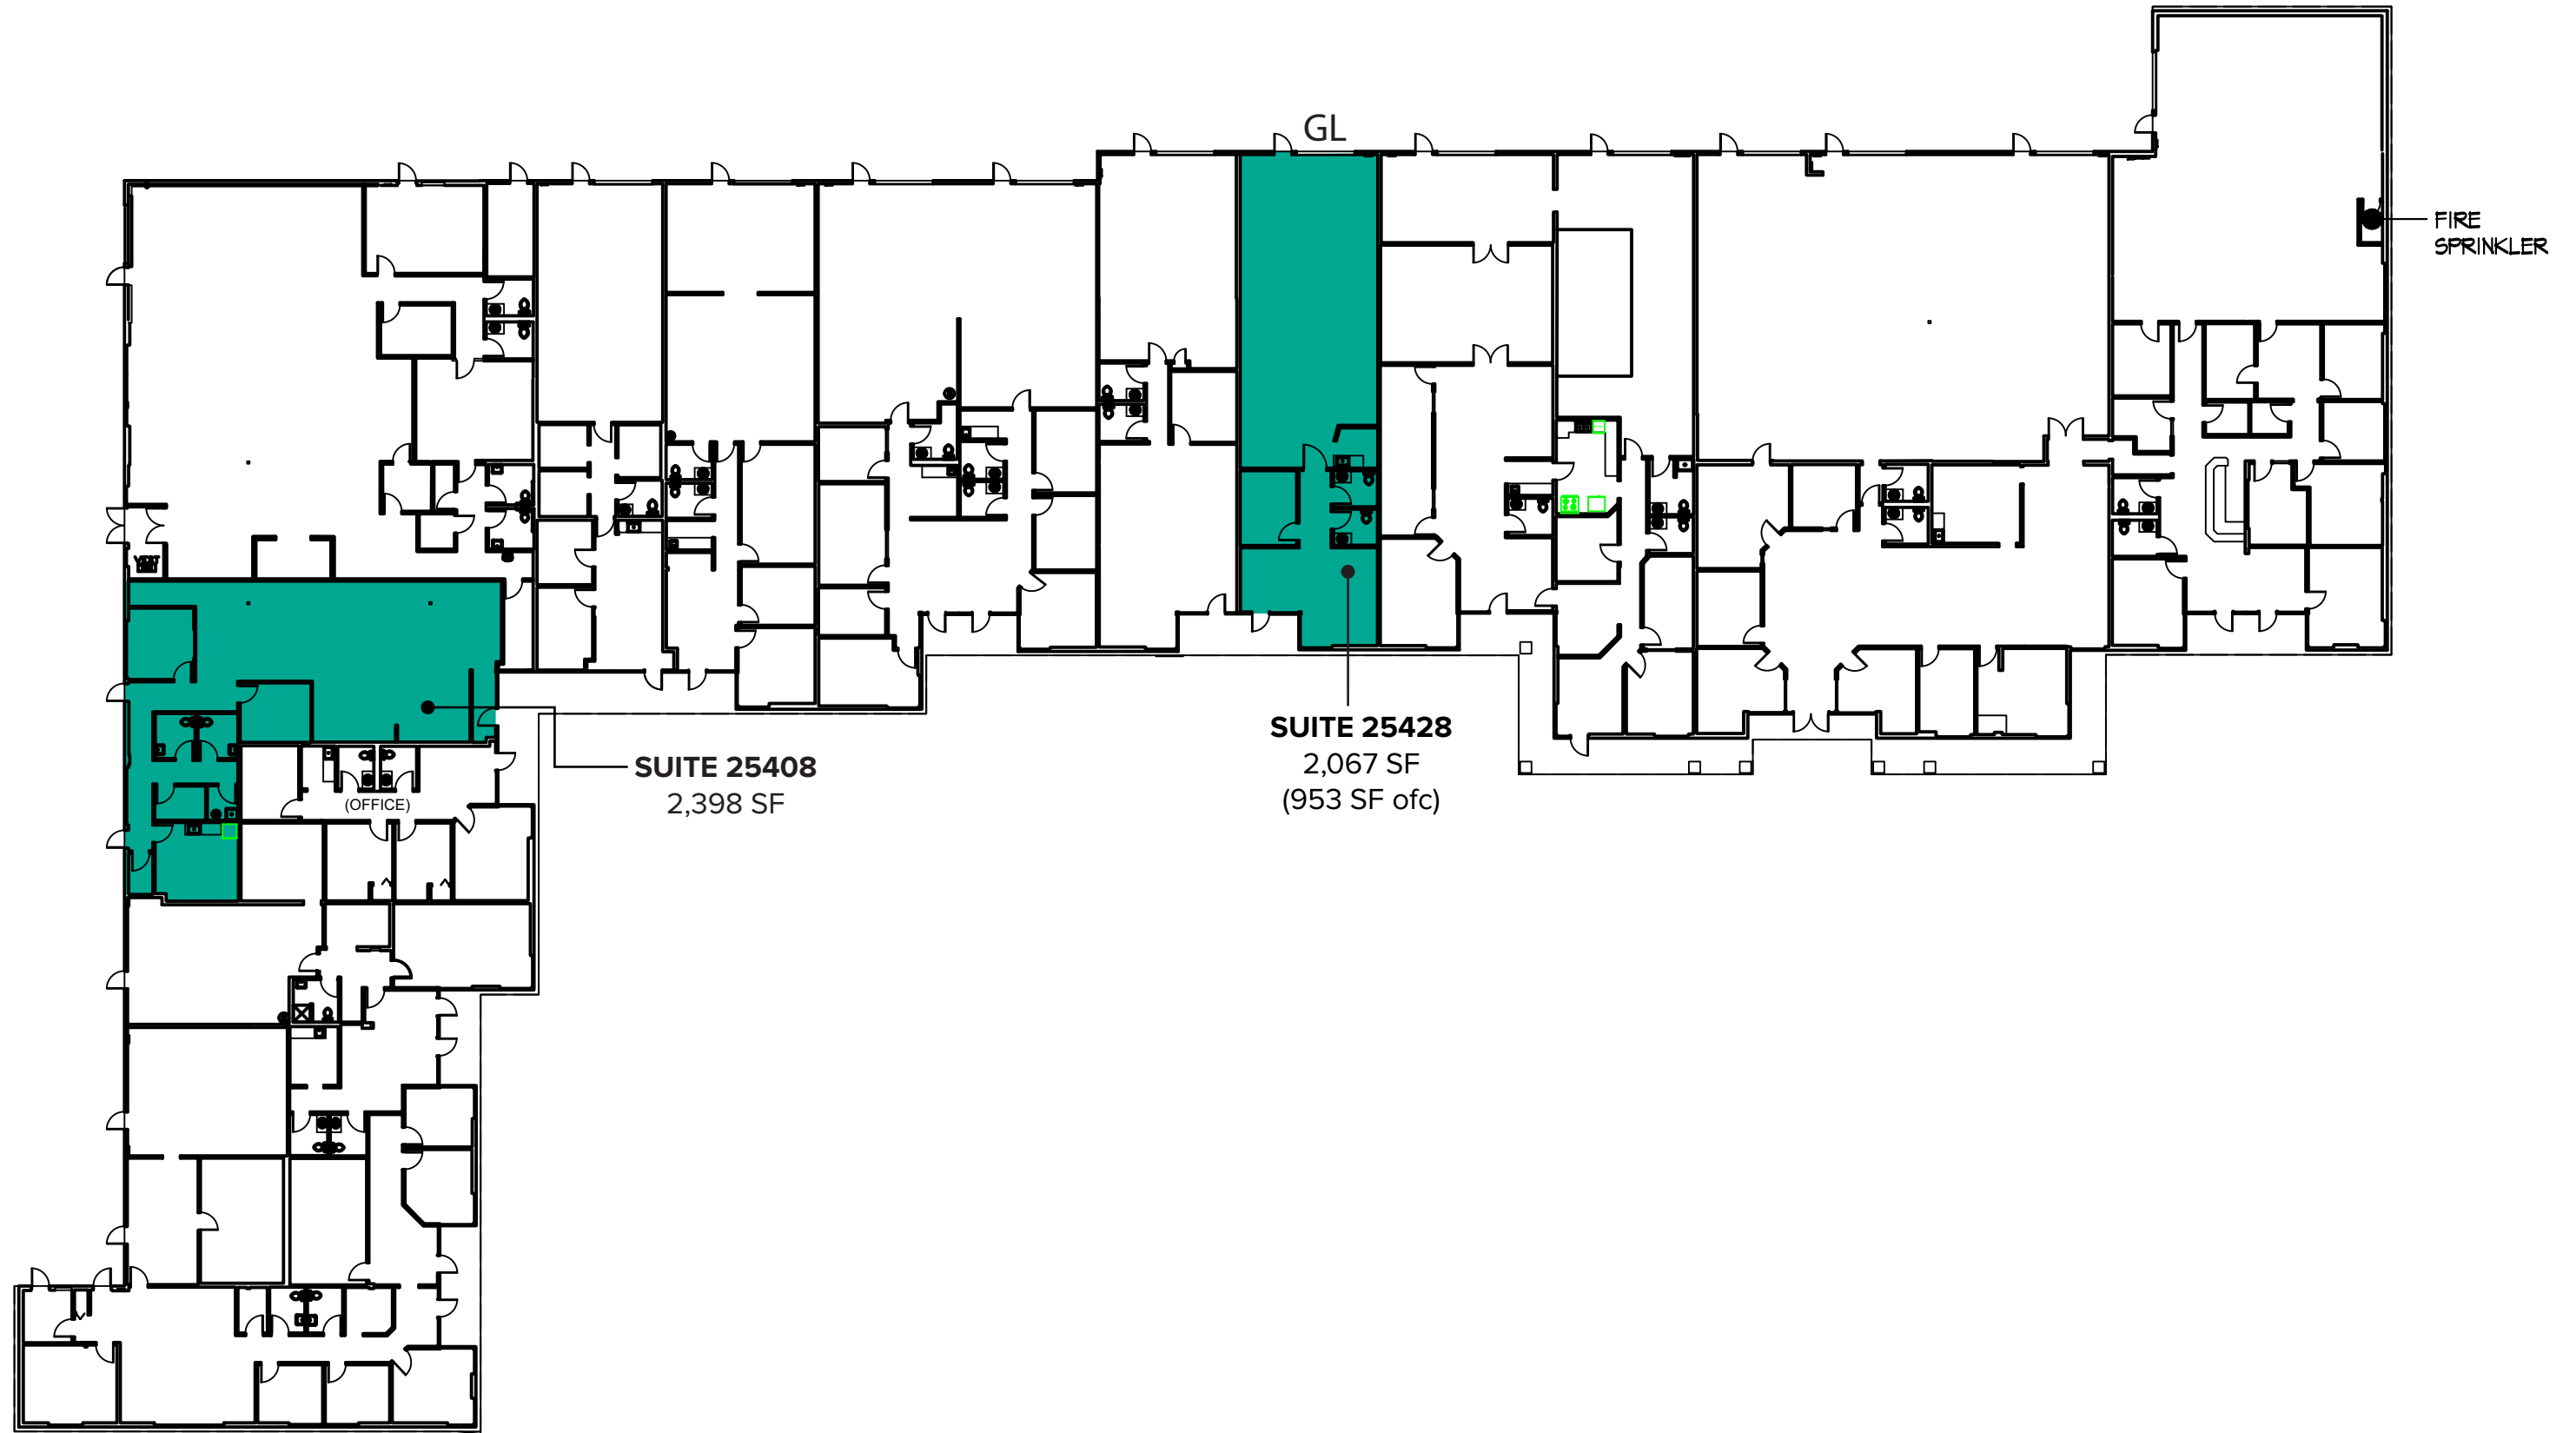 GL
FIRE
SPRINKLER
SUITE 25428
2,067 SF
(953 SF ofc)
SUITE 25408
2,398 SF
(OFFICE)